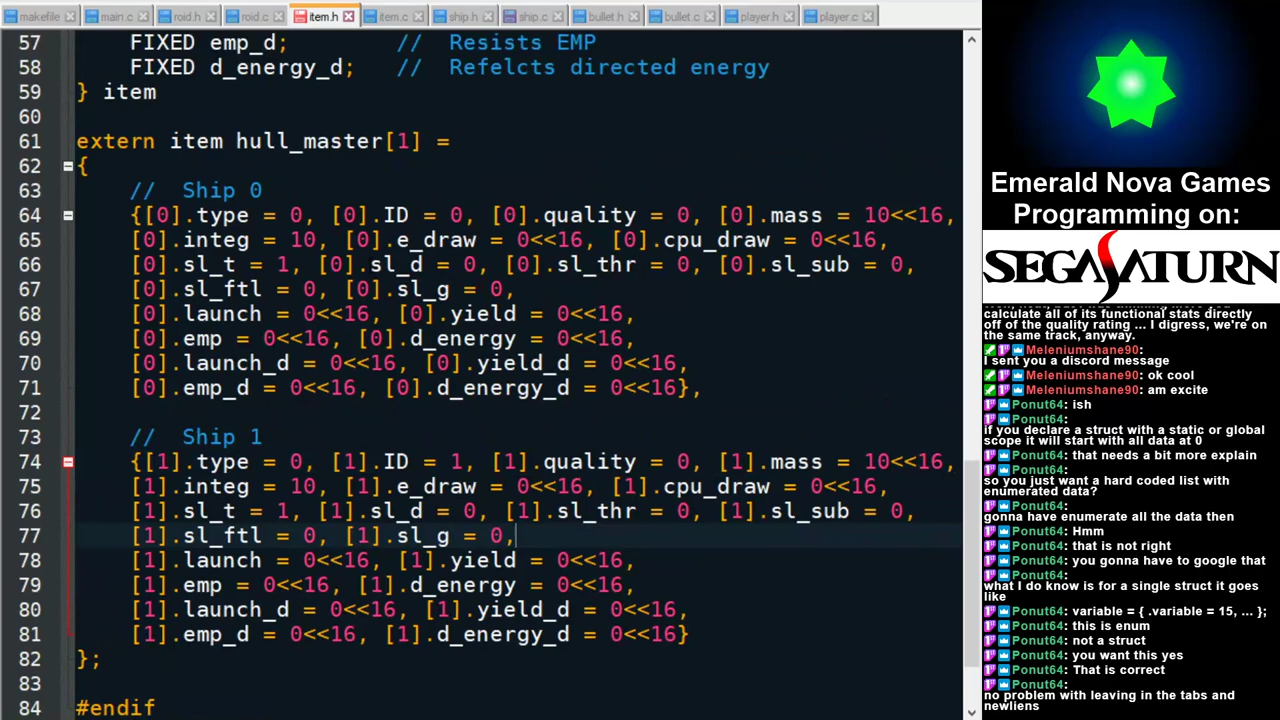 makefile main.c roid.h roid.c item.h item.c ship.h ship.c bullet.h bullet.c player.h player.c
57 FIXED emp_d; // Resists EMP
58 FIXED d_energy_d; // Refelcts directed energy
59 } item
60
61 extern item hull_master[1] =
62 {
63 // Ship 0
64 {[0].type = 0, [0].ID = 0, [0].quality = 0, [0].mass = 10<<16,
65 [0].integ = 10, [0].e_draw = 0<<16, [0].cpu_draw = 0<<16,
66 [0].sl_t = 1, [0].sl_d = 0, [0].sl_thr = 0, [0].sl_sub = 0,
67 [0].sl_ftl = 0, [0].sl_g = 0,
68 [0].launch = 0<<16, [0].yield = 0<<16,
69 [0].emp = 0<<16, [0].d_energy = 0<<16,
70 [0].launch_d = 0<<16, [0].yield_d = 0<<16,
71 [0].emp_d = 0<<16, [0].d_energy_d = 0<<16},
72
73 // Ship 1
74 {[1].type = 0, [1].ID = 1, [1].quality = 0, [1].mass = 10<<16,
75 [1].integ = 10, [1].e_draw = 0<<16, [1].cpu_draw = 0<<16,
76 [1].sl_t = 1, [1].sl_d = 0, [1].sl_thr = 0, [1].sl_sub = 0,
77 [1].sl_ftl = 0, [1].sl_g = 0,
78 [1].launch = 0<<16, [1].yield = 0<<16,
79 [1].emp = 0<<16, [1].d_energy = 0<<16,
80 [1].launch_d = 0<<16, [1].yield_d = 0<<16,
81 [1].emp_d = 0<<16, [1].d_energy_d = 0<<16}
82 };
83
84 #endif
Emerald Nova Games
Programming on:
SEGA SATURN
calculate all of its functional stats directly
off of the quality rating ... I digress, we're on
the same track, anyway.
Meleniumshane90:
I sent you a discord message
Meleniumshane90: ok cool
Meleniumshane90: am excite
Ponut64: ish
Ponut64:
if you declare a struct with a static or global
scope it will start with all data at 0
Ponut64: that needs a bit more explain
Ponut64:
so you just want a hard coded list with
enumerated data?
Ponut64:
gonna have enumerate all the data then
Ponut64: Hmm
Ponut64: that is not right
Ponut64: you gonna have to google that
Ponut64:
what I do know is for a single struct it goes
like
Ponut64: variable = { .variable = 15, ... };
Ponut64: this is enum
Ponut64: not a struct
Ponut64: you want this yes
Ponut64: That is correct
Ponut64:
no problem with leaving in the tabs and
newliens